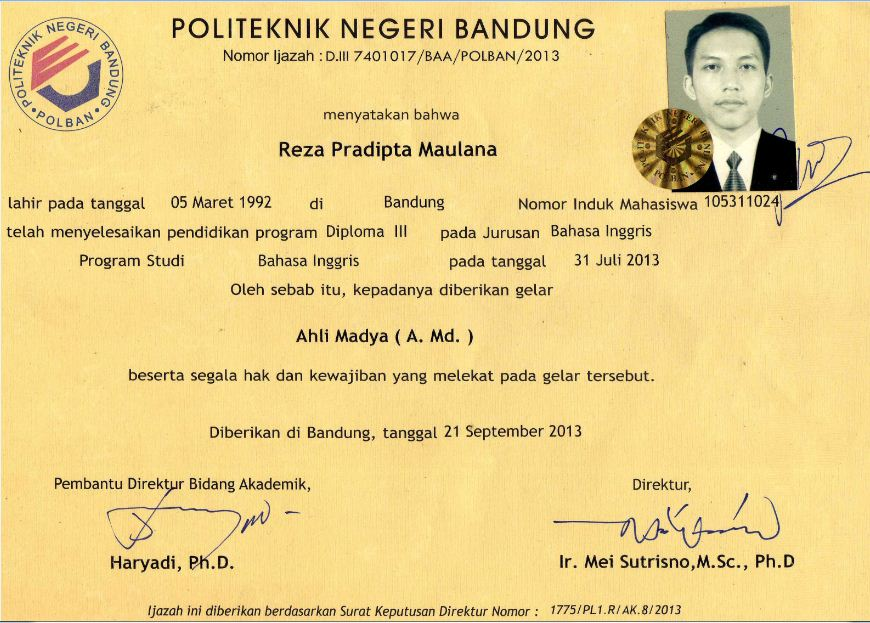 POLITEKNIK NEGERI BANDUNG
Nomor Ijazah : D.III 7401017/BAA/POLBAN/2013
POLITEKNIK NEGERI BANDUNG
• POLBAN •
menyatakan bahwa
Reza Pradipta Maulana
lahir pada tanggal 05 Maret 1992 di Bandung Nomor Induk Mahasiswa 105311024
telah menyelesaikan pendidikan program Diploma III pada Jurusan Bahasa Inggris
Program Studi Bahasa Inggris pada tanggal 31 Juli 2013
Oleh sebab itu, kepadanya diberikan gelar
Ahli Madya ( A. Md. )
beserta segala hak dan kewajiban yang melekat pada gelar tersebut.
Diberikan di Bandung, tanggal 21 September 2013
Pembantu Direktur Bidang Akademik, Direktur,
Haryadi, Ph.D. Ir. Mei Sutrisno,M.Sc., Ph.D
Ijazah ini diberikan berdasarkan Surat Keputusan Direktur Nomor : 1775/PL1.R/AK.8/2013